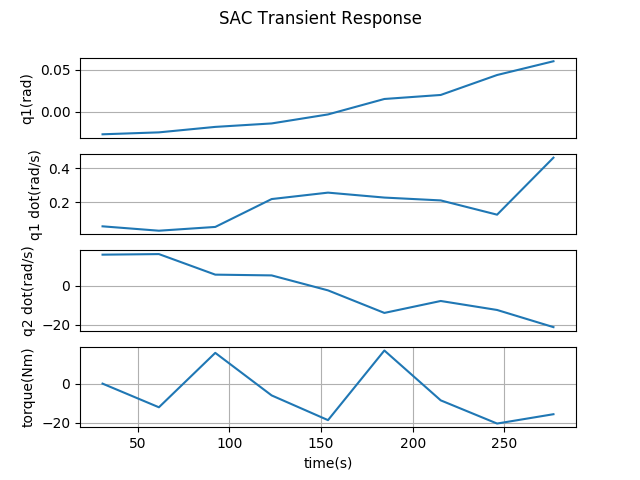 SAC Transient Response
q1(rad)
0.05
0.00
q1 dot(rad/s)
0.4
0.2
q2 dot(rad/s)
0
−20
torque(Nm)
0
−20
50 100 150 200 250
time(s)